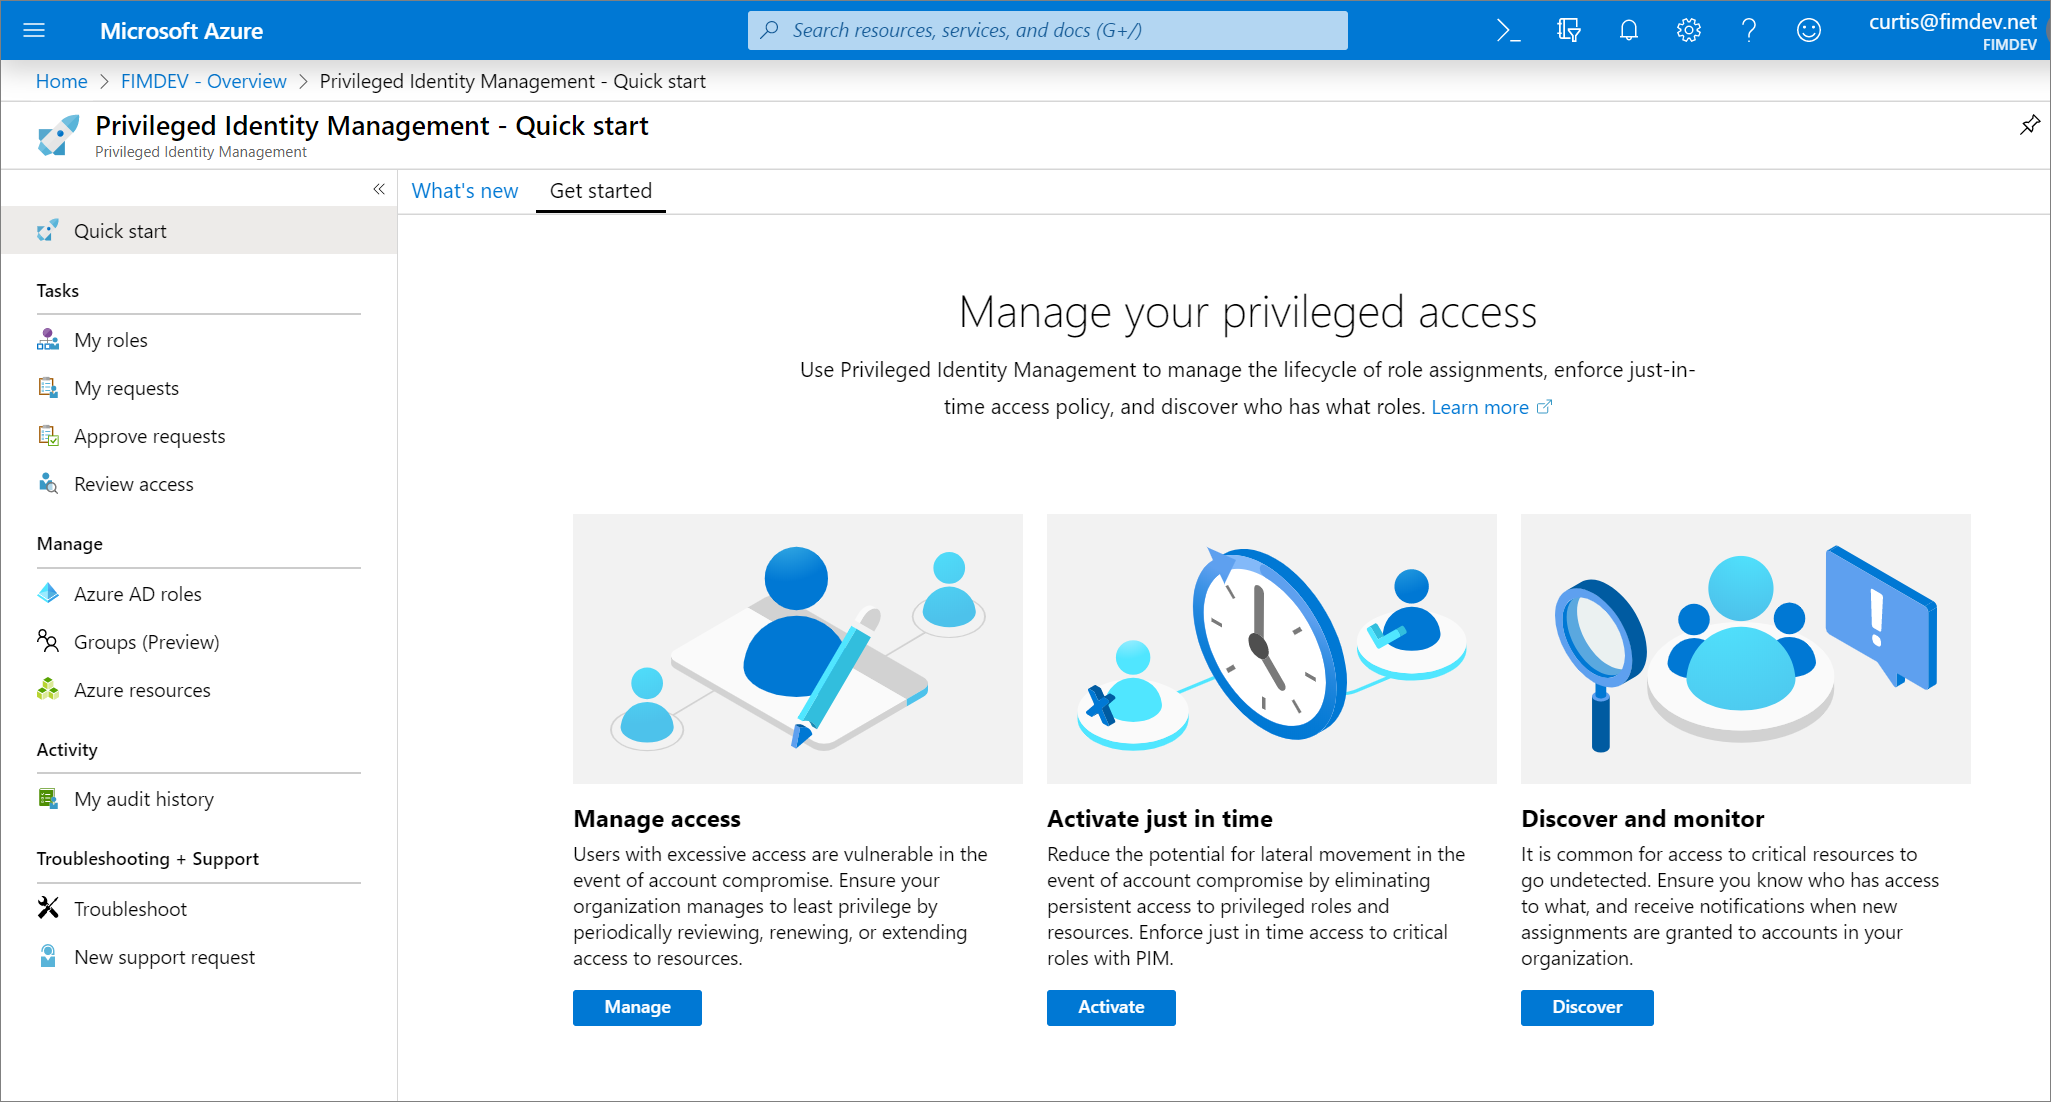 Microsoft Azure
Search resources, services, and docs (G+/)
curtis@fimdev.net
FIMDEV
Home > FIMDEV - Overview > Privileged Identity Management - Quick start
Privileged Identity Management - Quick start
Privileged Identity Management
«
What's new
Get started
Quick start
Tasks
My roles
My requests
Approve requests
Review access
Manage
Azure AD roles
Groups (Preview)
Azure resources
Activity
My audit history
Troubleshooting + Support
Troubleshoot
New support request
Manage your privileged access
Use Privileged Identity Management to manage the lifecycle of role assignments, enforce just-in-
time access policy, and discover who has what roles. Learn more
Manage access
Users with excessive access are vulnerable in the
event of account compromise. Ensure your
organization manages to least privilege by
periodically reviewing, renewing, or extending
access to resources.
Manage
Activate just in time
Reduce the potential for lateral movement in the
event of account compromise by eliminating
persistent access to privileged roles and
resources. Enforce just in time access to critical
roles with PIM.
Activate
Discover and monitor
It is common for access to critical resources to
go undetected. Ensure you know who has access
to what, and receive notifications when new
assignments are granted to accounts in your
organization.
Discover